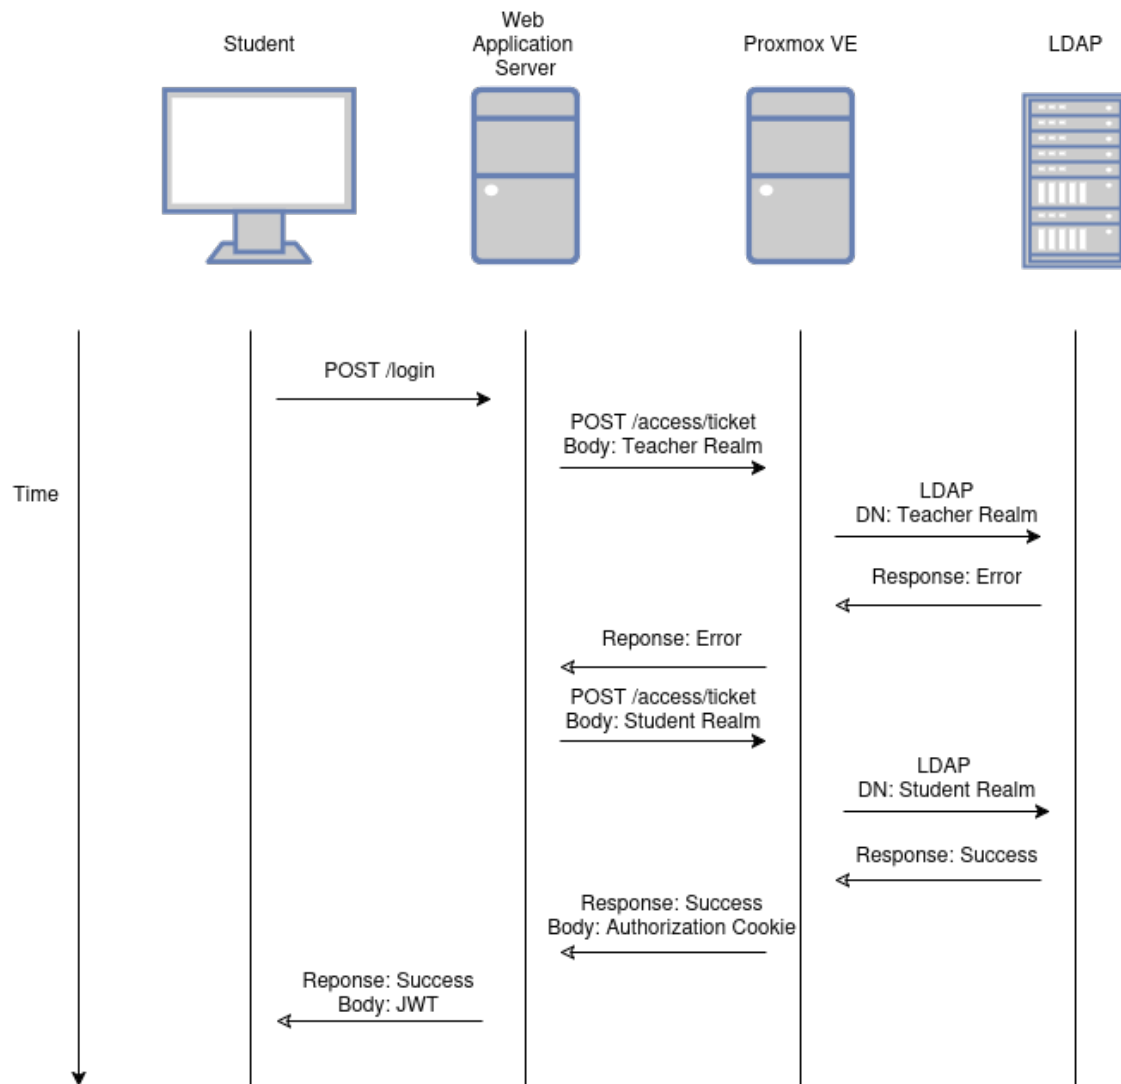 Student
Web
Application
Server
Proxmox VE
LDAP
POST /login
POST /access/ticket
Body: Teacher Realm
Time
LDAP
DN: Teacher Realm
Response: Error
Reponse: Error
POST /access/ticket
Body: Student Realm
LDAP
DN: Student Realm
Response: Success
Response: Success
Body: Authorization Cookie
Reponse: Success
Body: JWT